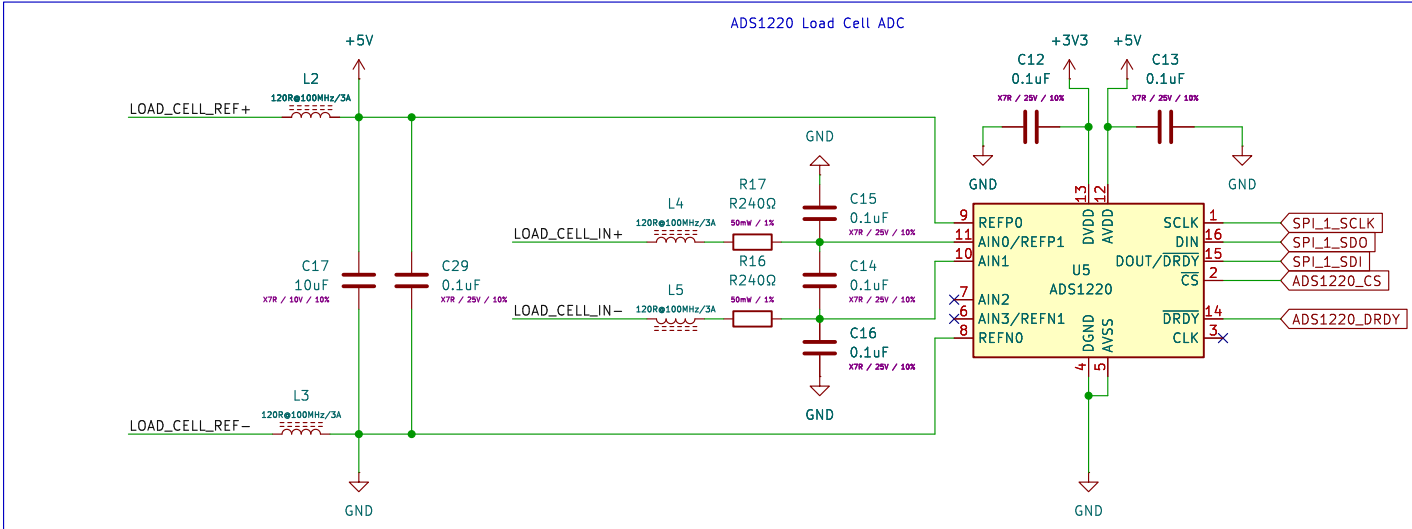 ADS1220 Load Cell ADC
+5V
L2
120R@100MHz/3A
LOAD_CELL_REF+
C17
10uF
X7R / 10V / 10%
C29
0.1uF
X7R / 25V / 10%
L3
120R@100MHz/3A
LOAD_CELL_REF-
GND
LOAD_CELL_IN+
L4
120R@100MHz/3A
R17
R240Ω
50mW / 1%
LOAD_CELL_IN-
L5
120R@100MHz/3A
R16
R240Ω
50mW / 1%
GND
C15
0.1uF
X7R / 25V / 10%
C14
0.1uF
X7R / 25V / 10%
C16
0.1uF
X7R / 25V / 10%
GND
+3V3
C12
0.1uF
X7R / 25V / 10%
GND
+5V
C13
0.1uF
X7R / 25V / 10%
GND
13
12
DVDD
AVDD
9 REFP0
11 AIN0/REFP1
10 AIN1
7 AIN2
6 AIN3/REFN1
8 REFN0
U5
ADS1220
SCLK 1
DIN 16
DOUT/DRDY 15
CS 2
DRDY 14
CLK 3
DGND
AVSS
4
5
GND
SPI_1_SCLK
SPI_1_SDO
SPI_1_SDI
ADS1220_CS
ADS1220_DRDY